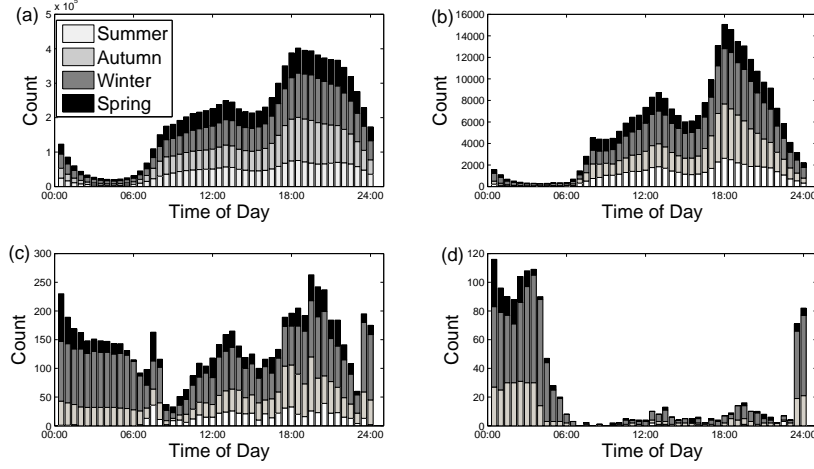 (a)
x 10⁵
5
4
3
2
1
0
Count
Summer
Autumn
Winter
Spring
00:00 06:00 12:00 18:00 24:00
Time of Day
(b)
16000
14000
12000
10000
8000
6000
4000
2000
0
Count
00:00 06:00 12:00 18:00 24:00
Time of Day
(c)
300
250
200
150
100
50
0
Count
00:00 06:00 12:00 18:00 24:00
Time of Day
(d)
120
100
80
60
40
20
0
Count
00:00 06:00 12:00 18:00 24:00
Time of Day